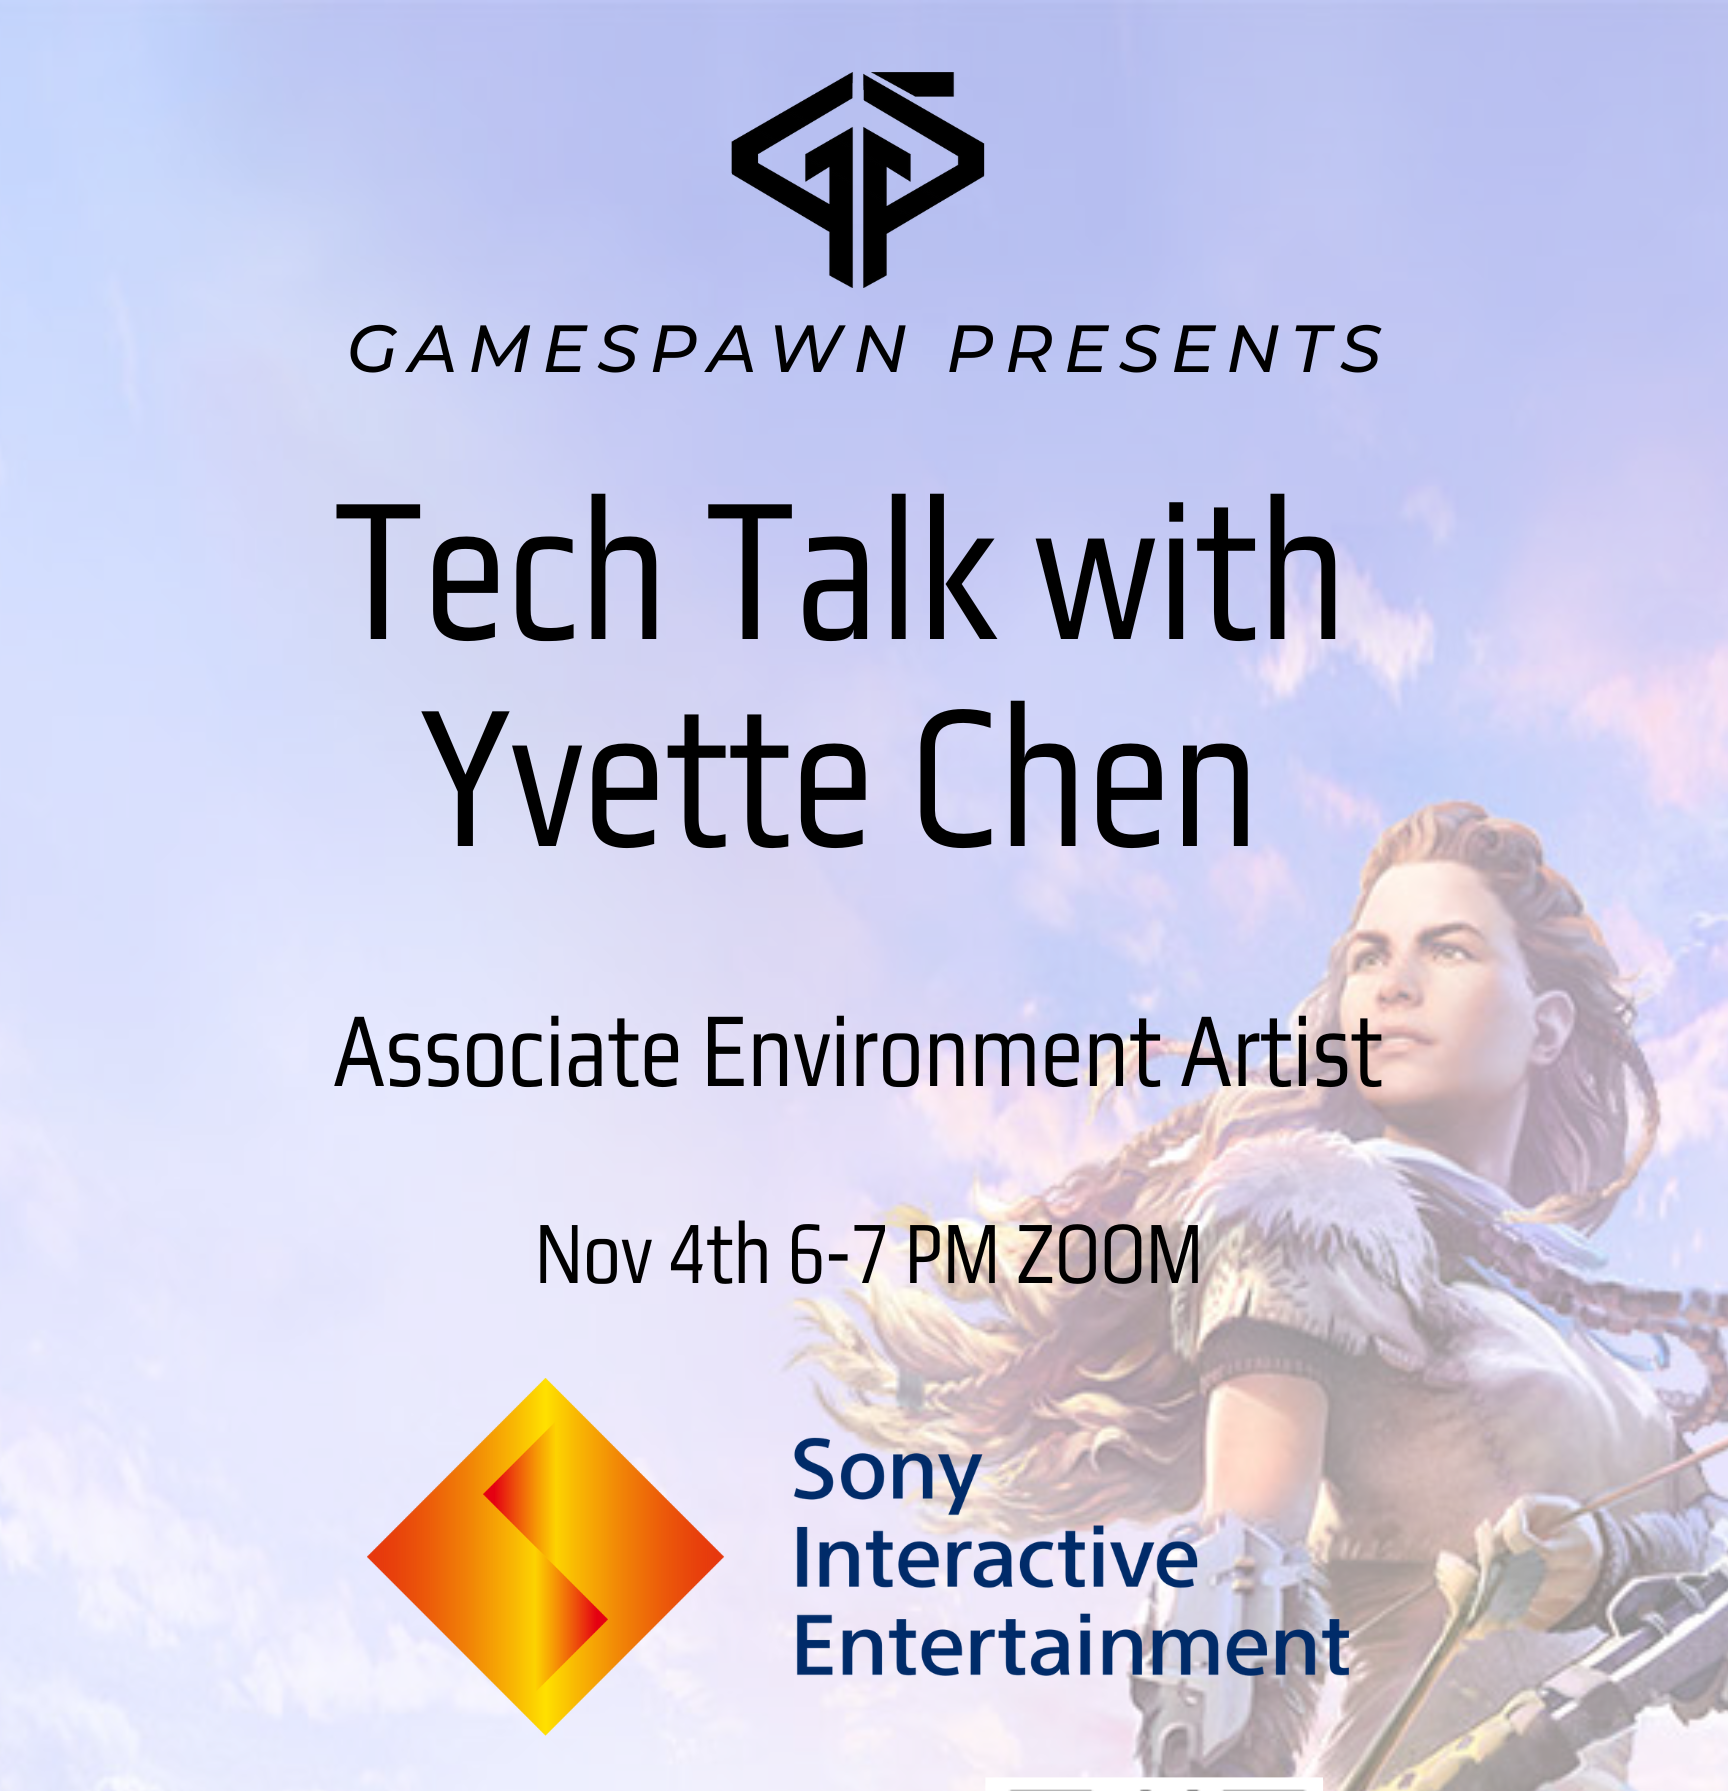 GAMESPAWN PRESENTS
Tech Talk with
Yvette Chen
Associate Environment Artist
Nov 4th 6-7 PM ZOOM
Sony
Interactive
Entertainment